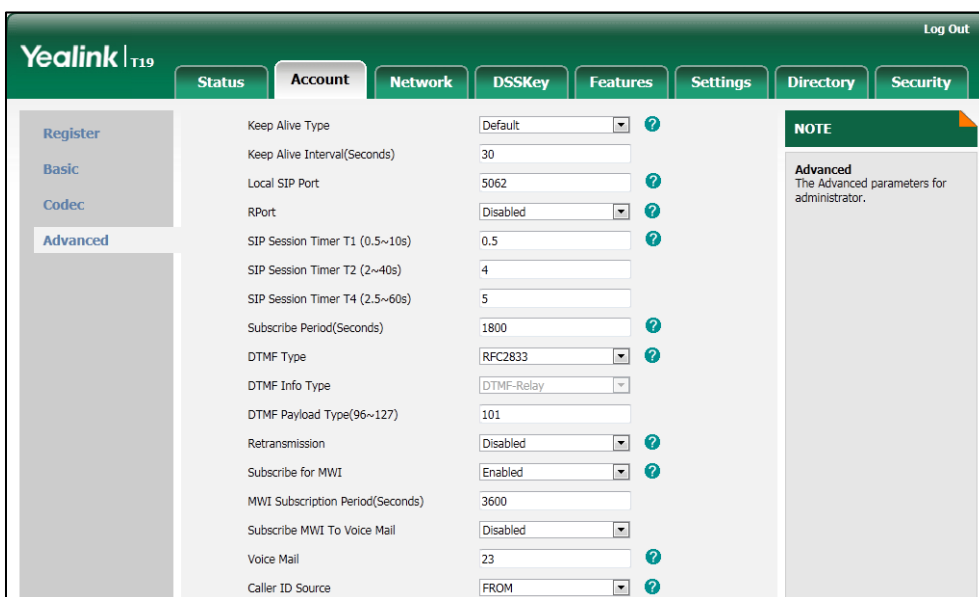 Log Out
Yealink T19
Status Account Network DSSKey Features Settings Directory Security
Register
Basic
Codec
Advanced
Keep Alive Type Default ?
Keep Alive Interval(Seconds) 30
Local SIP Port 5062 ?
RPort Disabled ?
SIP Session Timer T1 (0.5~10s) 0.5 ?
SIP Session Timer T2 (2~40s) 4
SIP Session Timer T4 (2.5~60s) 5
Subscribe Period(Seconds) 1800 ?
DTMF Type RFC2833 ?
DTMF Info Type DTMF-Relay
DTMF Payload Type(96~127) 101
Retransmission Disabled ?
Subscribe for MWI Enabled ?
MWI Subscription Period(Seconds) 3600
Subscribe MWI To Voice Mail Disabled
Voice Mail 23 ?
Caller ID Source FROM ?
NOTE
Advanced
The Advanced parameters for
administrator.